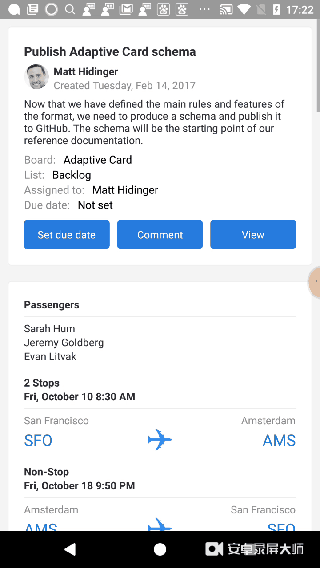 17:22
Publish Adaptive Card schema
Matt Hidinger
Created Tuesday, Feb 14, 2017
Now that we have defined the main rules and features of
the format, we need to produce a schema and publish it
to GitHub. The schema will be the starting point of our
reference documentation.
Board: Adaptive Card
List: Backlog
Assigned to: Matt Hidinger
Due date: Not set
Set due date Comment View
Passengers
Sarah Hum
Jeremy Goldberg
Evan Litvak
2 Stops
Fri, October 10 8:30 AM
San Francisco Amsterdam
SFO AMS
Non-Stop
Fri, October 18 9:50 PM
Amsterdam San Francisco
AMS SFO
安卓录屏大师